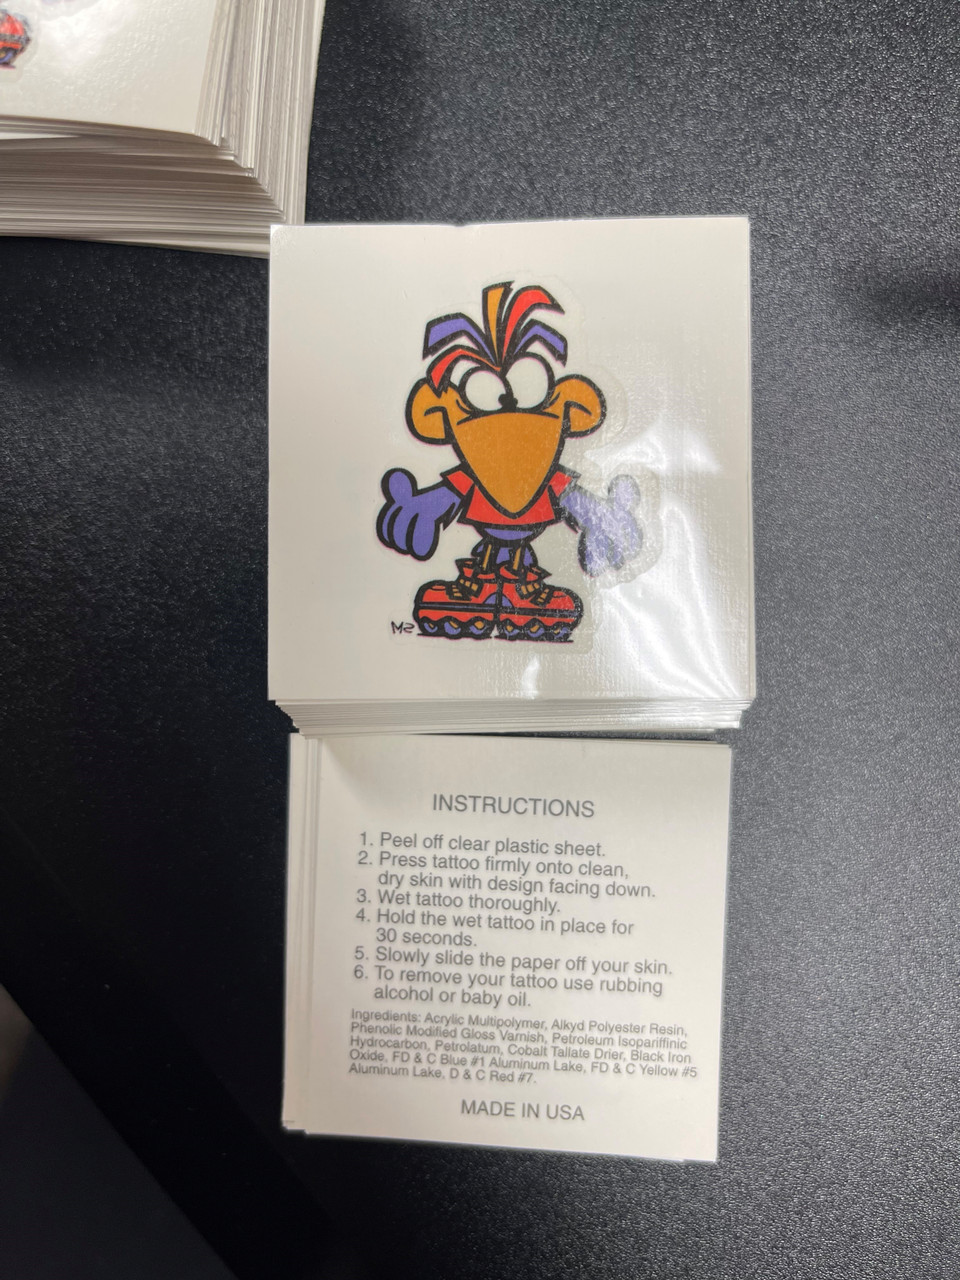 INSTRUCTIONS
1. Peel off clear plastic sheet.
2. Press tattoo firmly onto clean,
dry skin with design facing down.
3. Wet tattoo thoroughly.
4. Hold the wet tattoo in place for
30 seconds.
5. Slowly slide the paper off your skin.
6. To remove your tattoo use rubbing
alcohol or baby oil.
Ingredients: Acrylic Multipolymer, Alkyd Polyester Resin,
Phenolic Modified Gloss Varnish, Petroleum Isopariffinic
Hydrocarbon, Petrolatum, Cobalt Tallate Drier, Black Iron
Oxide, FD & C Blue #1 Aluminum Lake, FD & C Yellow #5
Aluminum Lake, D & C Red #7.
MADE IN USA